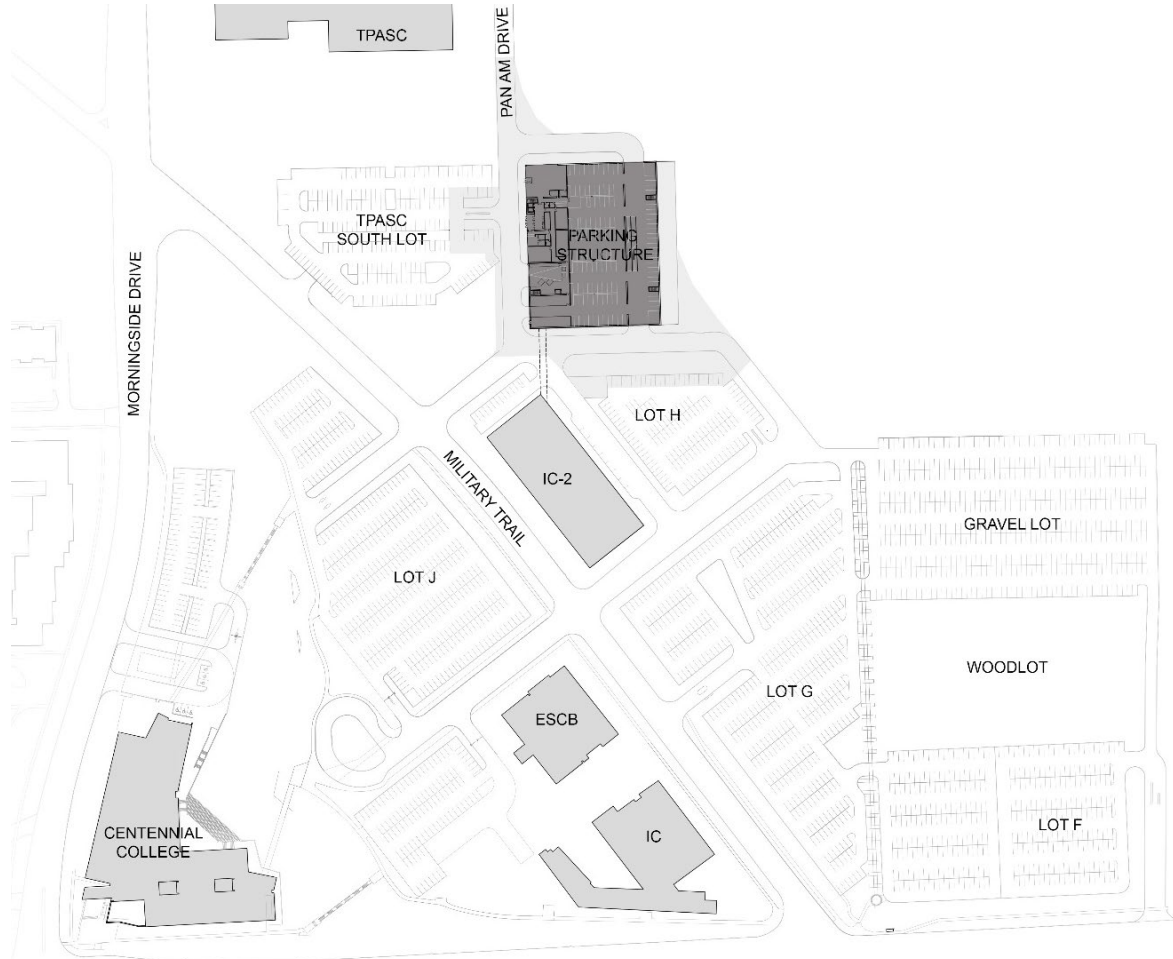 TPASC
PAN AM DRIVE
TPASC
SOUTH LOT
PARKING
STRUCTURE
MORNINGSIDE DRIVE
LOT H
MILITARY TRAIL
IC-2
GRAVEL LOT
LOT J
WOODLOT
LOT G
ESCB
LOT F
CENTENNIAL
COLLEGE
IC